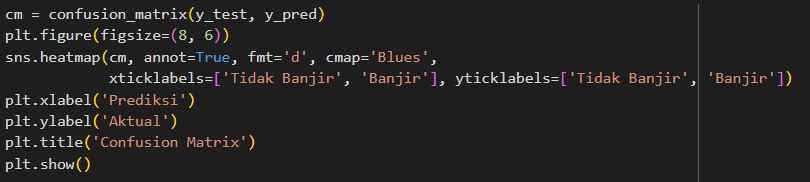 cm = confusion_matrix(y_test, y_pred)
plt.figure(figsize=(8, 6))
sns.heatmap(cm, annot=True, fmt='d', cmap='Blues',
            xticklabels=['Tidak Banjir', 'Banjir'], yticklabels=['Tidak Banjir', 'Banjir'])
plt.xlabel('Prediksi')
plt.ylabel('Aktual')
plt.title('Confusion Matrix')
plt.show()